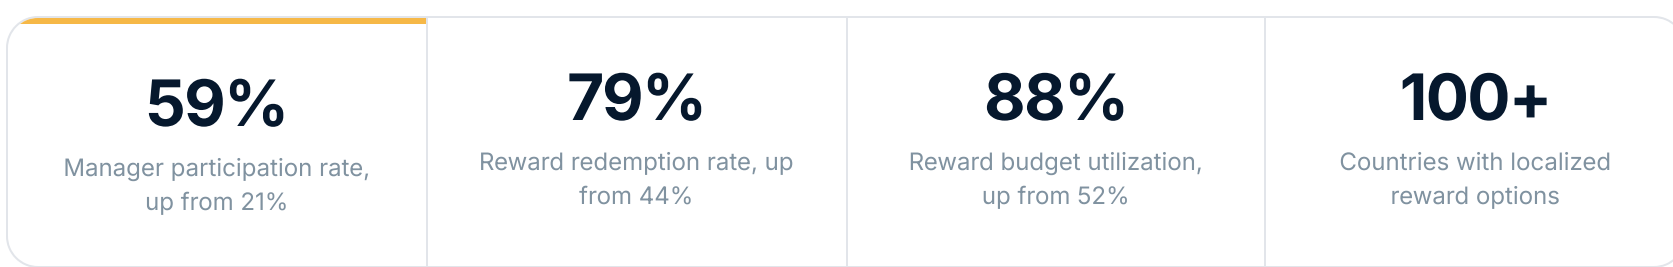 59%
Manager participation rate,
up from 21%
79%
Reward redemption rate, up
from 44%
88%
Reward budget utilization,
up from 52%
100+
Countries with localized
reward options